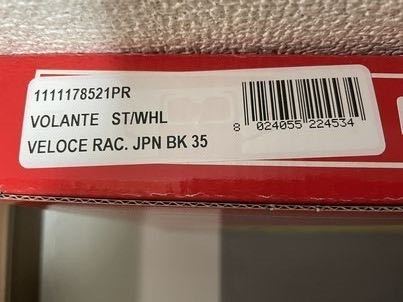 1111178521PR
VOLANTE ST/WHL
VELOCE RAC. JPN BK 35
8 024055 224534